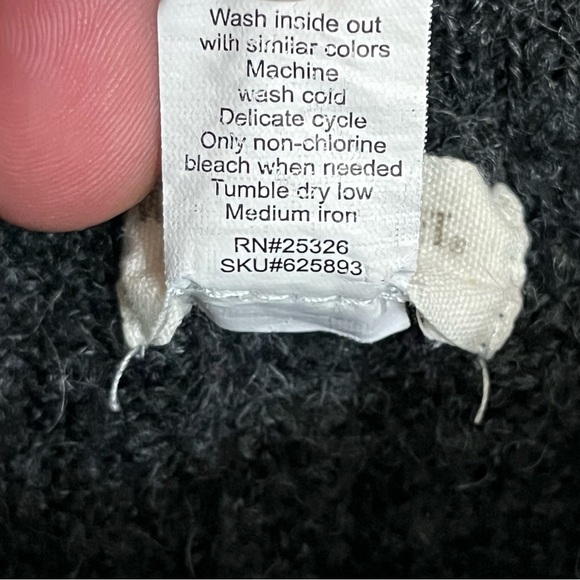 Wash inside out
with similar colors
Machine
wash cold
Delicate cycle
Only non-chlorine
bleach when needed
Tumble dry low
Medium iron
RN#25326
SKU#625893